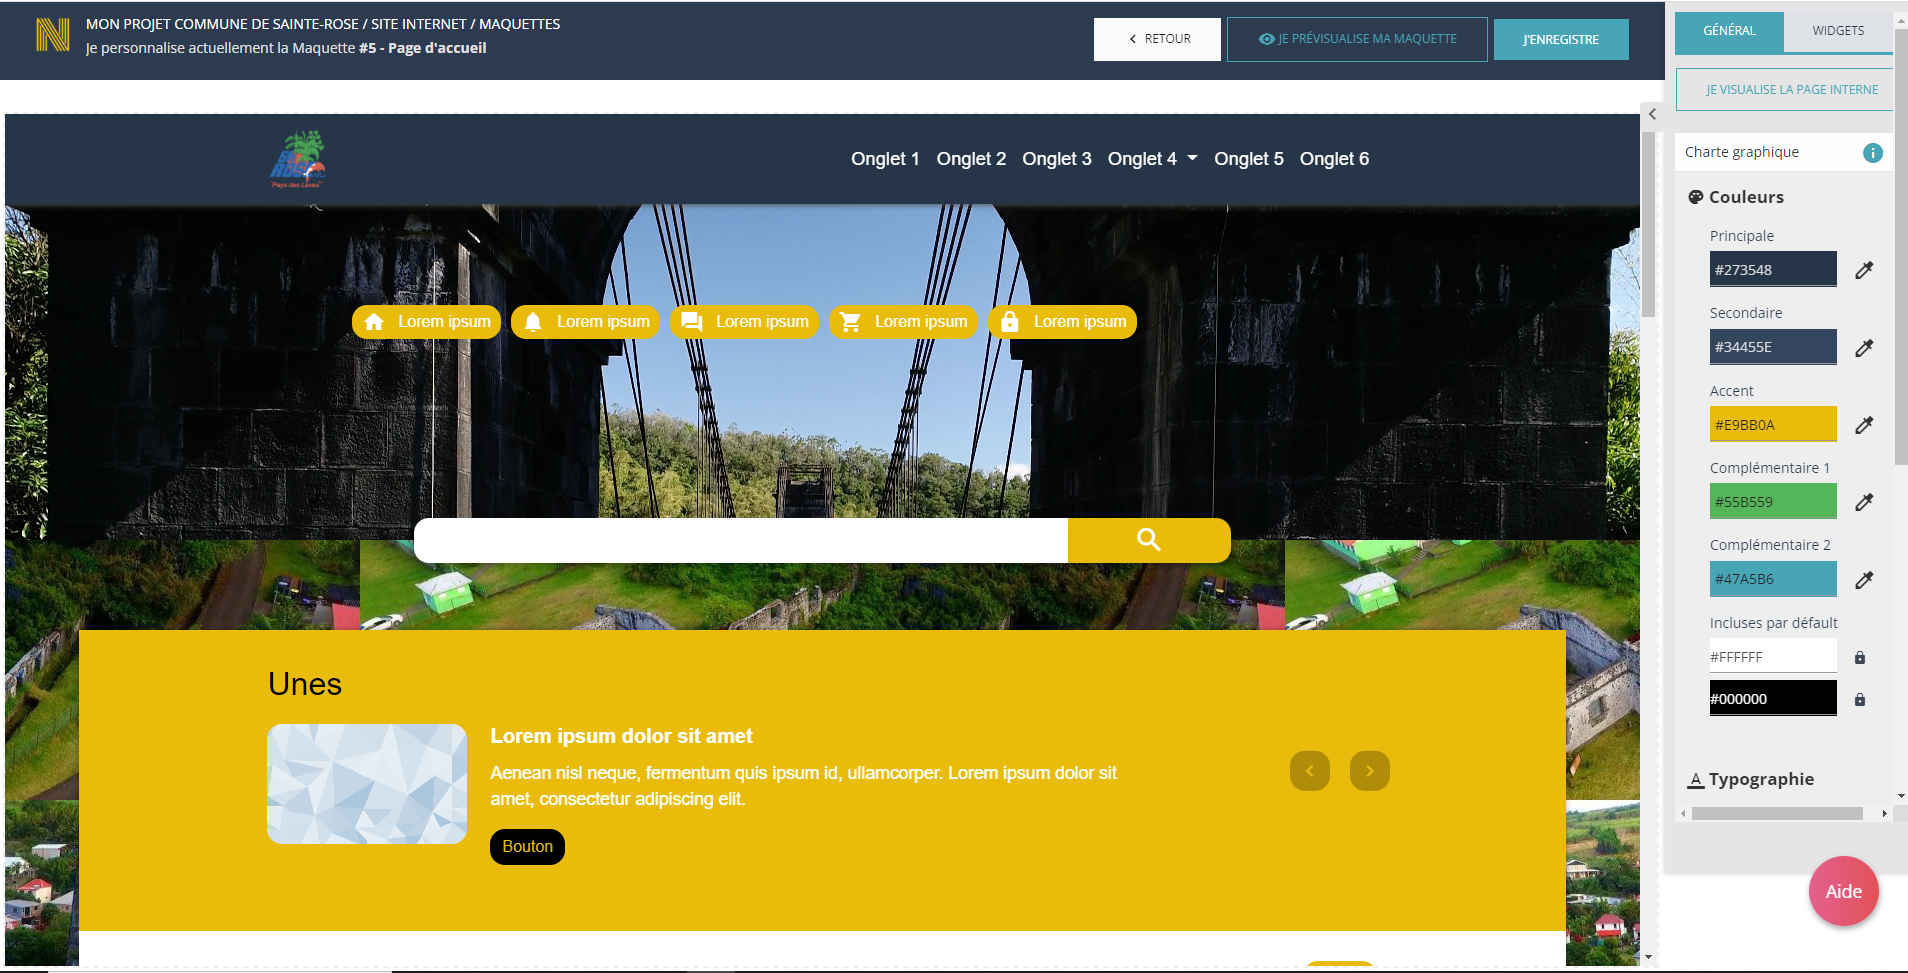 MON PROJET COMMUNE DE SAINTE-ROSE / SITE INTERNET / MAQUETTES
Je personnalise actuellement la Maquette #5 - Page d'accueil
RETOUR
JE PRÉVISUALISE MA MAQUETTE
J'ENREGISTRE
GÉNÉRAL
WIDGETS
JE VISUALISE LA PAGE INTERNE
Charte graphique
Couleurs
Principale
#273548
Secondaire
#34455E
Accent
#E9BB0A
Complémentaire 1
#55B559
Complémentaire 2
#47A5B6
Incluses par défault
#FFFFFF
#000000
Typographie
Aide
"Pays des Laves"
Onglet 1 Onglet 2 Onglet 3 Onglet 4 Onglet 5 Onglet 6
Lorem ipsum Lorem ipsum Lorem ipsum Lorem ipsum Lorem ipsum
Unes
Lorem ipsum dolor sit amet
Aenean nisl neque, fermentum quis ipsum id, ullamcorper. Lorem ipsum dolor sit
amet, consectetur adipiscing elit.
Bouton